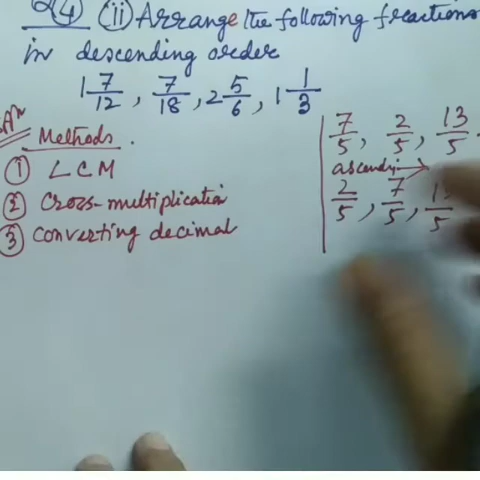 Q④ (ii) Arrange the following fractions
in descending order
1 7/12 , 7/18 , 2 5/6 , 1 1/3
Methods .
① LCM
② Cross-multiplication
③ converting decimal
7/5, 2/5, 13/5
ascendi
2/5, 7/5,